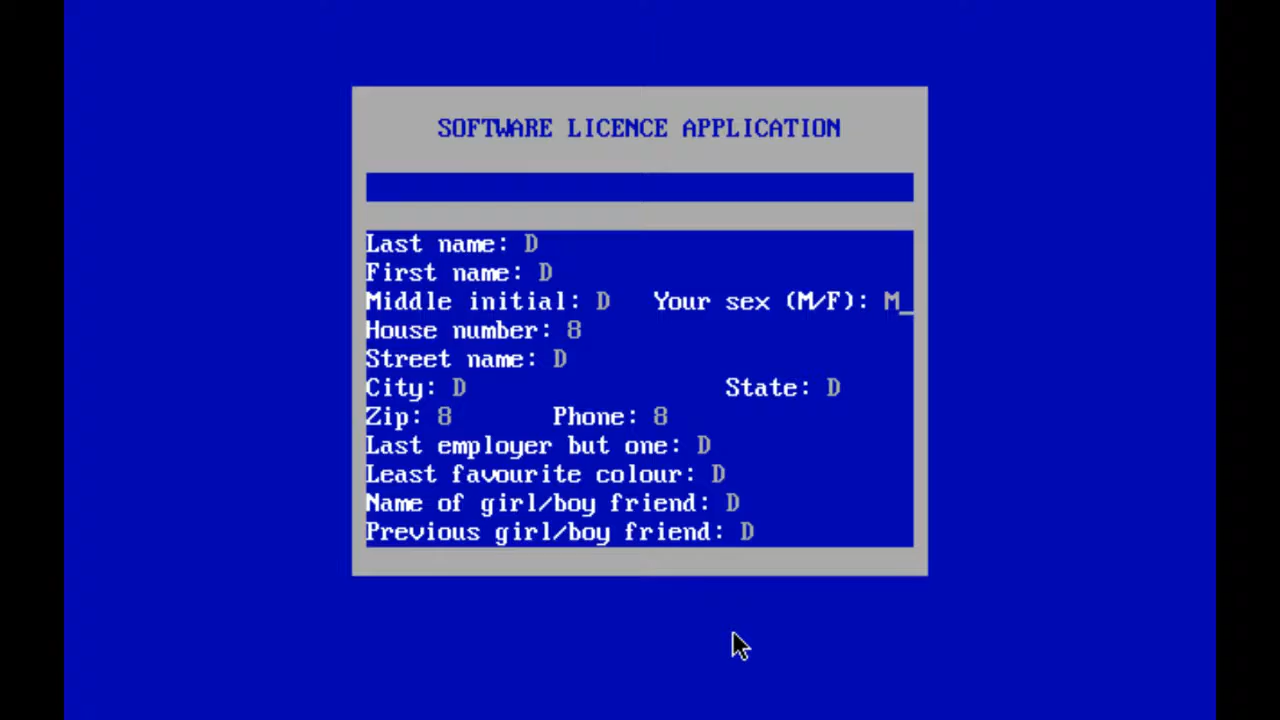 SOFTWARE LICENCE APPLICATION
Last name: D
First name: D
Middle initial: D Your sex (M/F): M_
House number: 8
Street name: D
City: D State: D
Zip: 8 Phone: 8
Last employer but one: D
Least favourite colour: D
Name of girl/boy friend: D
Previous girl/boy friend: D